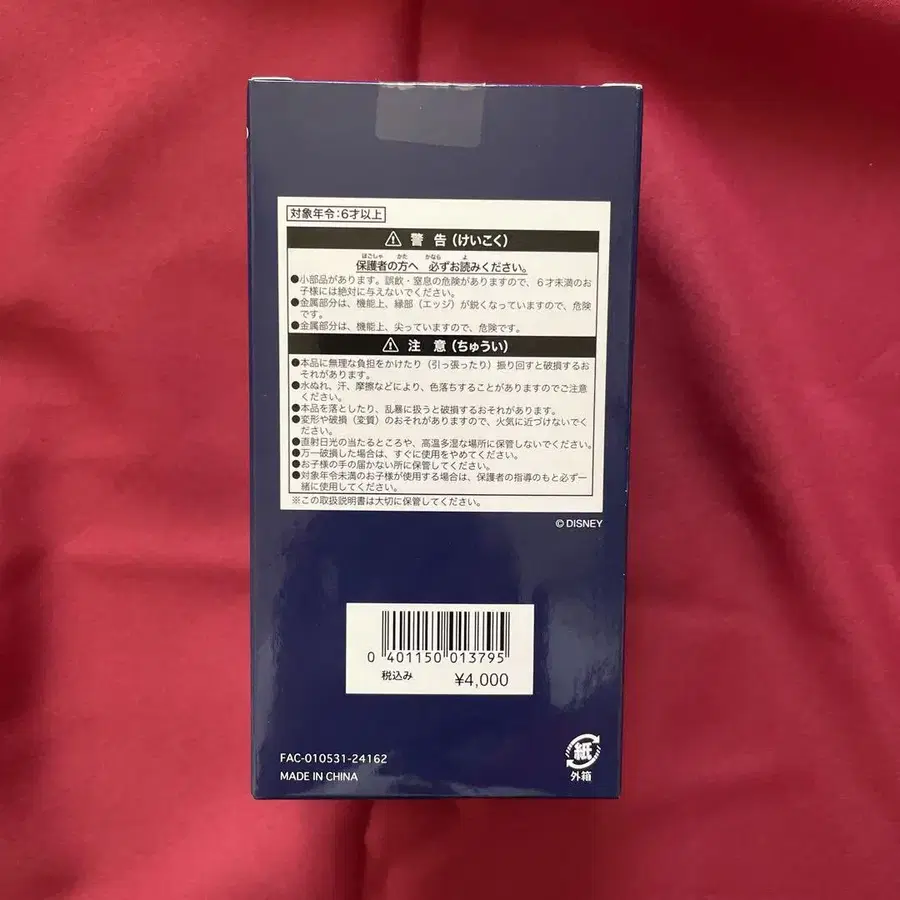 対象年令:6才以上
⚠ 警 告 (けいこく)
ほごしゃ かた かなら よ
保護者の方へ 必ずお読みください。
●小部品があります。誤飲・窒息の危険がありますので、6才未満のお
子様には絶対に与えないでください。
●金属部分は、機能上、縁部(エッジ)が鋭くなっていますので、危険
です。
●金属部分は、機能上、尖っていますので、危険です。
⚠ 注 意 (ちゅうい)
●本品に無理な負担をかけたり(引っ張ったり)振り回すと破損するお
それがあります。
●水ぬれ、汗、摩擦などにより、色落ちすることがありますのでご注意
ください。
●本品を落としたり、乱暴に扱うと破損するおそれがあります。
●変形や破損(変質)のおそれがありますので、火気に近づけないでく
ださい。
●直射日光の当たるところや、高温多湿な場所に保管しないでください。
●万一破損した場合は、すぐに使用をやめてください。
●お子様の手の届かない所に保管してください。
●対象年令未満のお子様が使用する場合は、保護者の指導のもと必ず一
緒に使用してください。
※この取扱説明書は大切に保管してください。
© DISNEY
0 401150 013795
税込み ¥4,000
FAC-010531-24162
MADE IN CHINA
紙
外箱